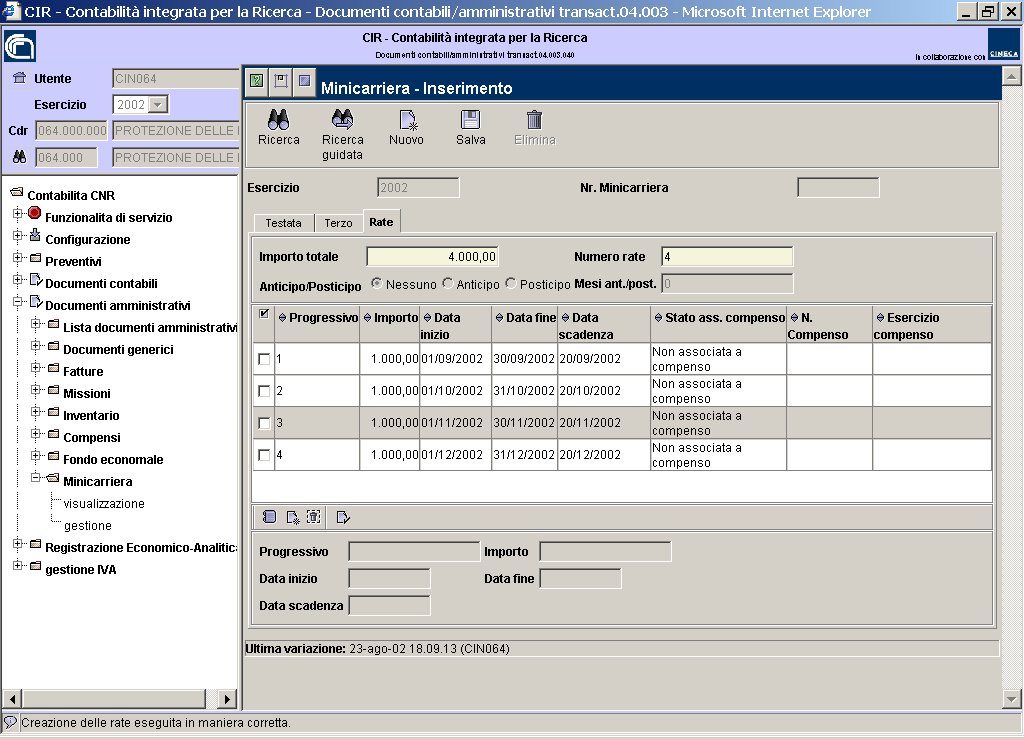 CIR - Contabilità integrata per la Ricerca - Documenti contabili/amministrativi transact.04.003 - Microsoft Internet Explorer
CIR - Contabilità integrata per la Ricerca
Documenti contabili/amministrativi transact.04.003.040
in collaborazione con CINECA
Utente CIN064
Esercizio 2002
Cdr 064.000.000 PROTEZIONE DELLE
064.000 PROTEZIONE DELLE
Contabilita CNR
Funzionalita di servizio
Configurazione
Preventivi
Documenti contabili
Documenti amministrativi
Lista documenti amministrativi
Documenti generici
Fatture
Missioni
Inventario
Compensi
Fondo economale
Minicarriera
visualizzazione
gestione
Registrazione Economico-Analitica
gestione IVA
Minicarriera - Inserimento
Ricerca
Ricerca guidata
Nuovo
Salva
Elimina
Esercizio 2002 Nr. Minicarriera
Testata Terzo Rate
Importo totale 4.000,00 Numero rate 4
Anticipo/Posticipo Nessuno Anticipo Posticipo Mesi ant./post. 0
Progressivo Importo Data inizio Data fine Data scadenza Stato ass. compenso N. Compenso Esercizio compenso
1 1.000,00 01/09/2002 30/09/2002 20/09/2002 Non associata a compenso
2 1.000,00 01/10/2002 31/10/2002 20/10/2002 Non associata a compenso
3 1.000,00 01/11/2002 30/11/2002 20/11/2002 Non associata a compenso
4 1.000,00 01/12/2002 31/12/2002 20/12/2002 Non associata a compenso
Progressivo Importo
Data inizio Data fine
Data scadenza
Ultima variazione: 23-ago-02 18.09.13 (CIN064)
Creazione delle rate eseguita in maniera corretta.